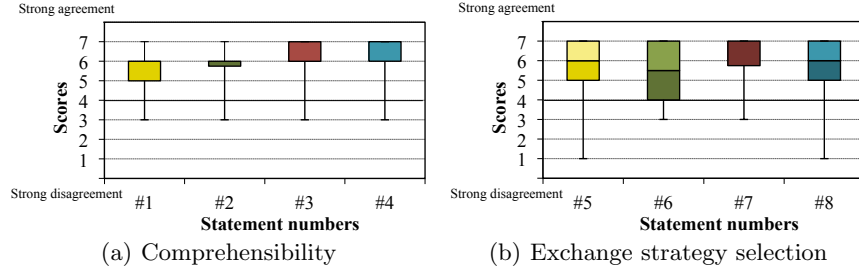 Strong agreement
7
6
5
4
3
2
1
Scores
Strong disagreement
#1 #2 #3 #4
Statement numbers
(a) Comprehensibility
Strong agreement
7
6
5
4
3
2
1
Scores
Strong disagreement
#5 #6 #7 #8
Statement numbers
(b) Exchange strategy selection